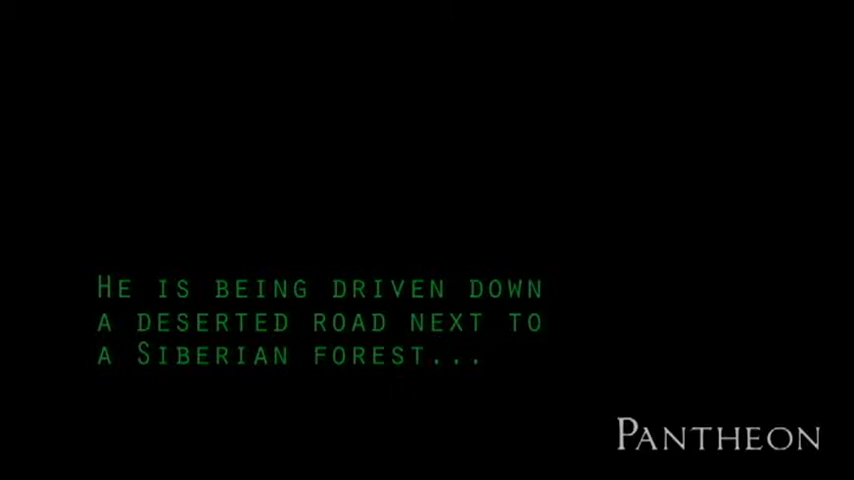 He is being driven down
a deserted road next to
a Siberian forest...
Pantheon